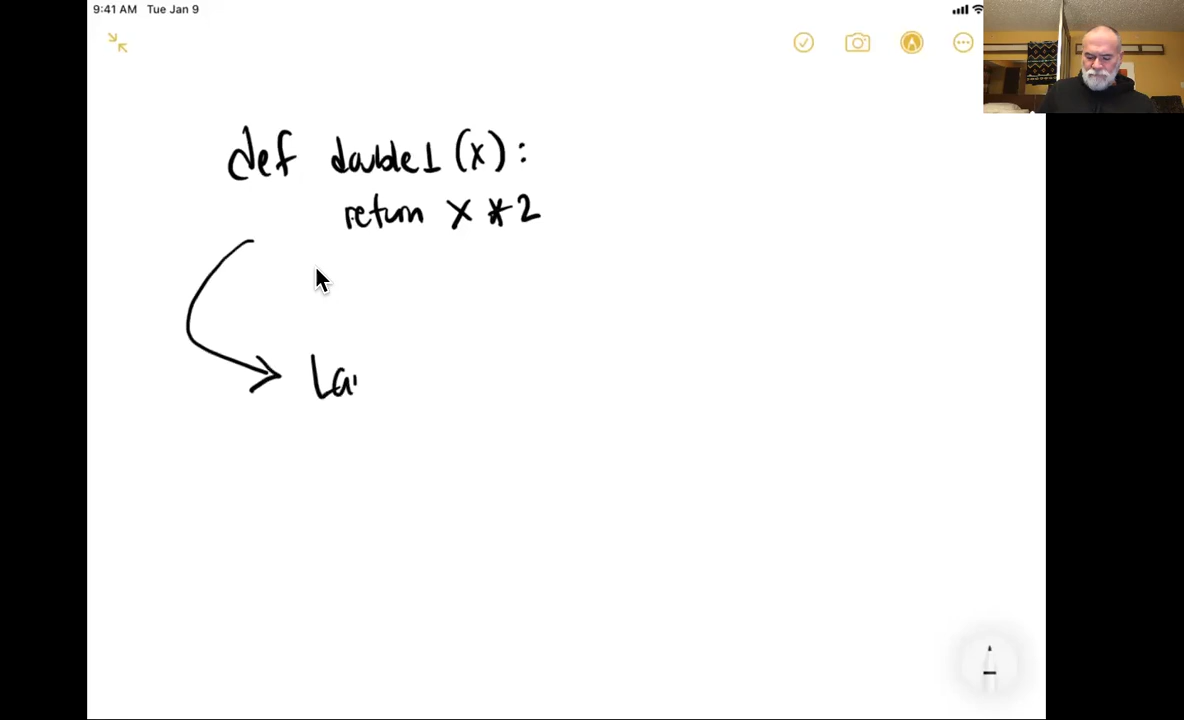 9:41 AM Tue Jan 9
def double1 (x):
return x *2
La